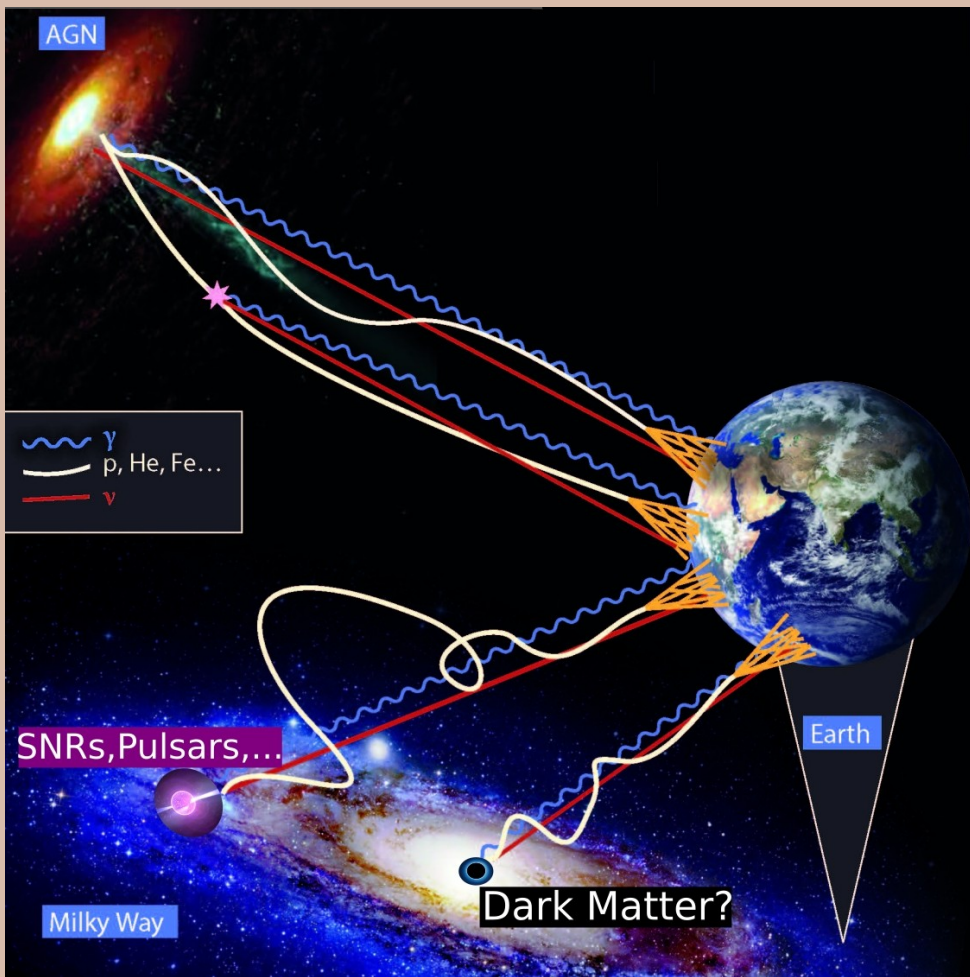 AGN
γ
p, He, Fe...
ν
SNRs,Pulsars,...
Earth
Dark Matter?
Milky Way